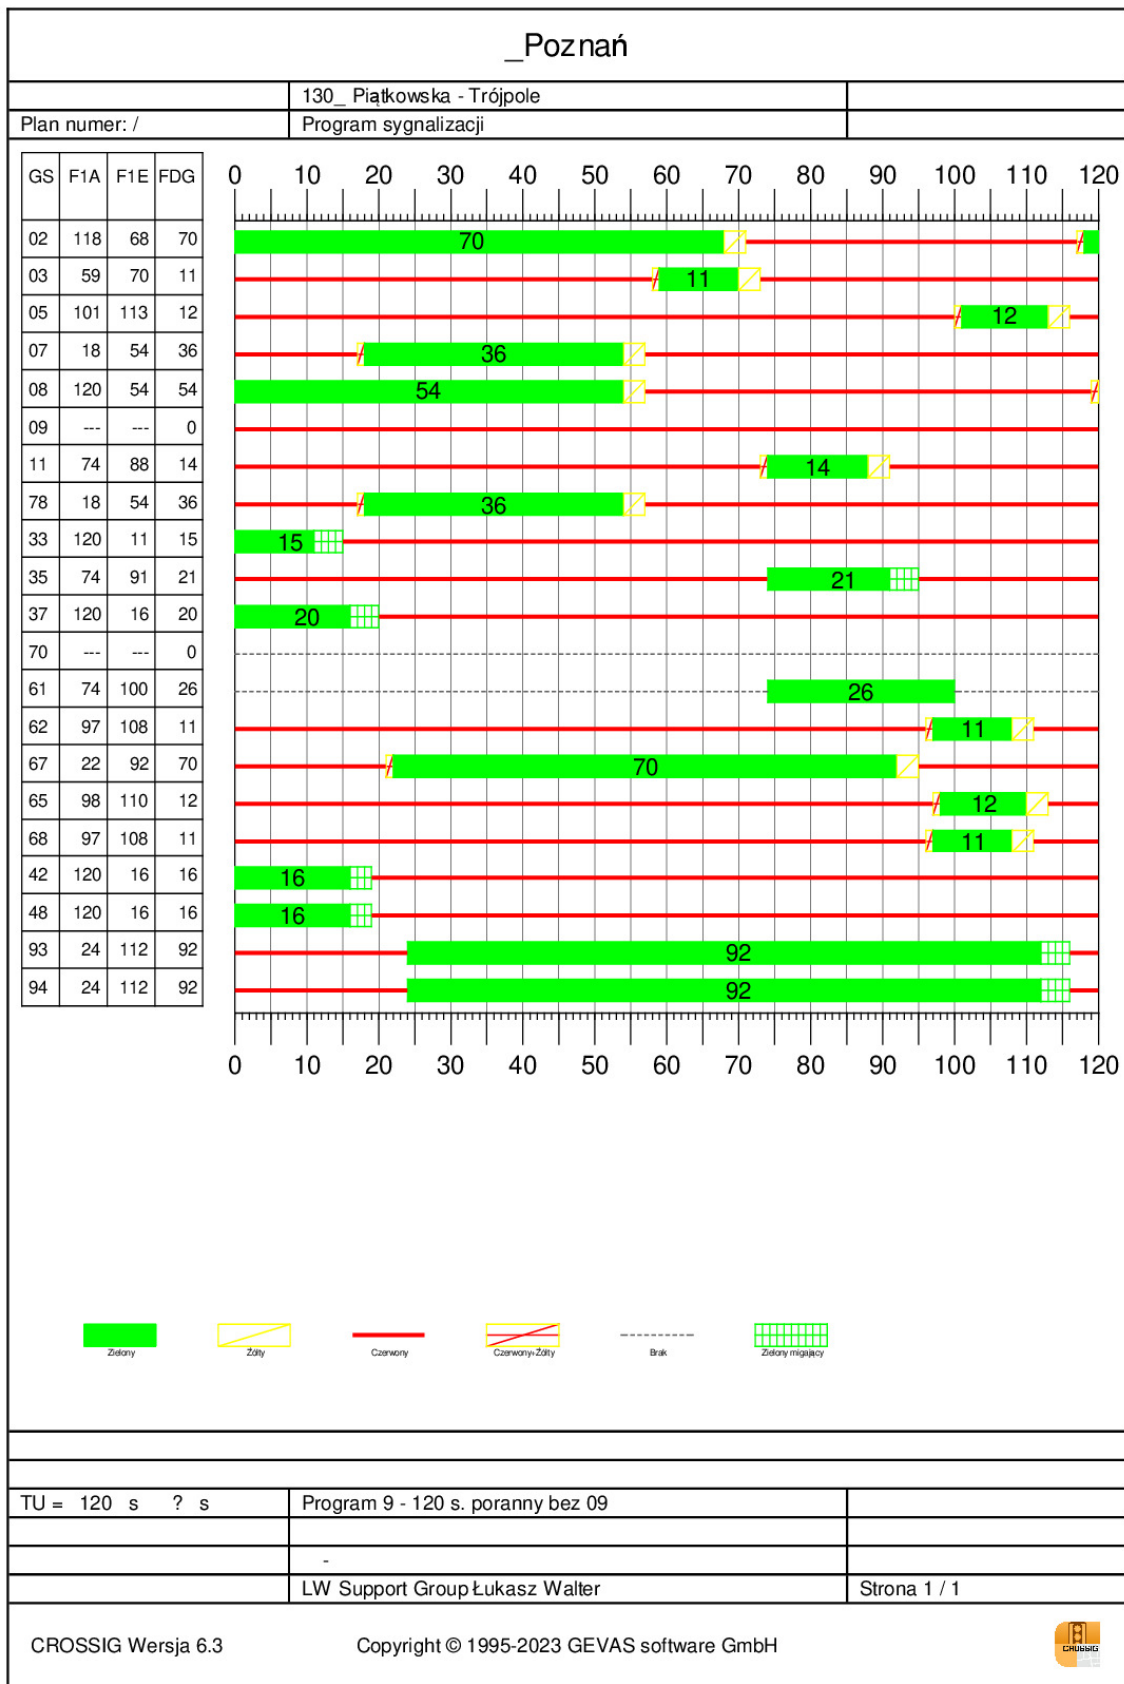 _Poznań
130_ Piątkowska - Trójpole
Plan numer: / Program sygnalizacji
GS F1A F1E FDG 0 10 20 30 40 50 60 70 80 90 100 110 120
02 118 68 70 70
03 59 70 11 11
05 101 113 12 12
07 18 54 36 36
08 120 54 54 54
09 --- --- 0
11 74 88 14 14
78 18 54 36 36
33 120 11 15 15
35 74 91 21 21
37 120 16 20 20
70 --- --- 0
61 74 100 26 26
62 97 108 11 11
67 22 92 70 70
65 98 110 12 12
68 97 108 11 11
42 120 16 16 16
48 120 16 16 16
93 24 112 92 92
94 24 112 92 92
0 10 20 30 40 50 60 70 80 90 100 110 120
Zielony Żółty Czerwony Czerwony+Żółty Brak Zielony migający
TU = 120 s ? s Program 9 - 120 s. poranny bez 09
-
LW Support Group Łukasz Walter Strona 1 / 1
CROSSIG Wersja 6.3 Copyright © 1995-2023 GEVAS software GmbH CROSSIG